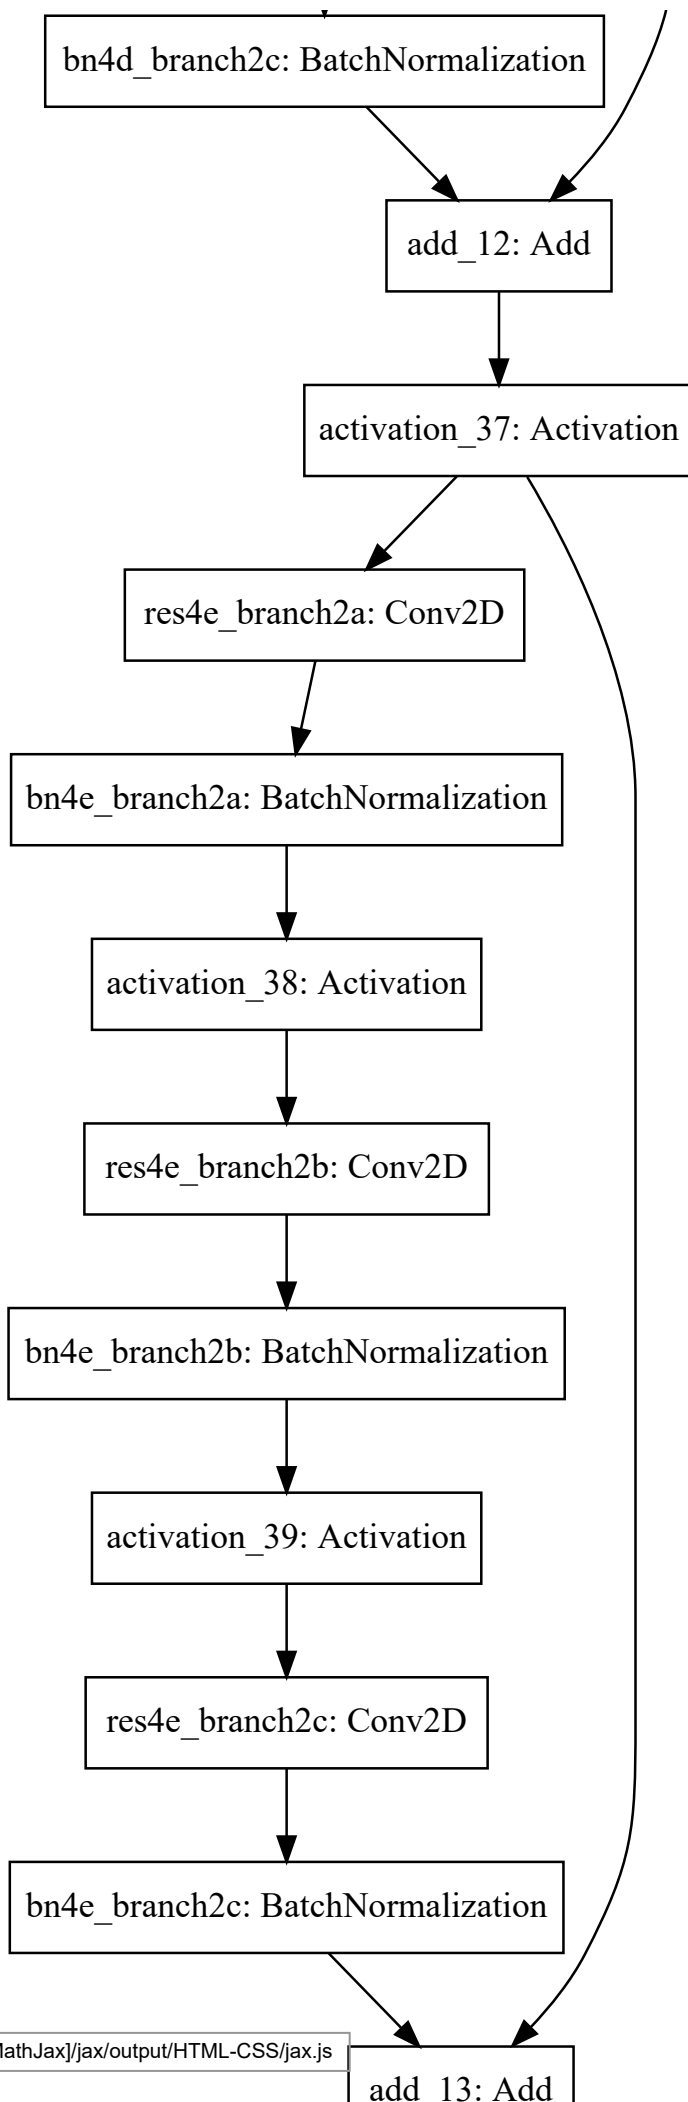 bn4d_branch2c: BatchNormalization
add_12: Add
activation_37: Activation
res4e_branch2a: Conv2D
bn4e_branch2a: BatchNormalization
activation_38: Activation
res4e_branch2b: Conv2D
bn4e_branch2b: BatchNormalization
activation_39: Activation
res4e_branch2c: Conv2D
bn4e_branch2c: BatchNormalization
MathJax]/jax/output/HTML-CSS/jax.js
add_13: Add